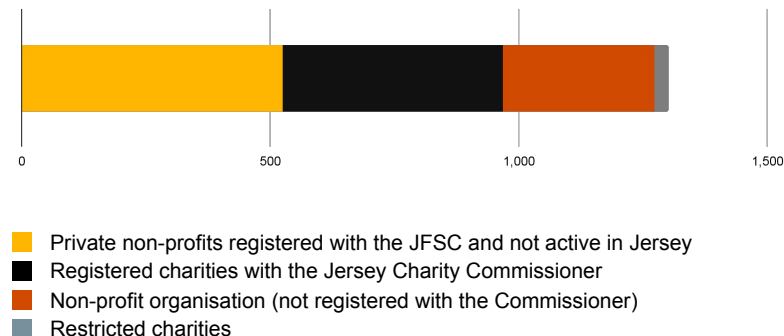 0
500
1,000
1,500
Private non-profits registered with the JFSC and not active in Jersey
Registered charities with the Jersey Charity Commissioner
Non-profit organisation (not registered with the Commissioner)
Restricted charities